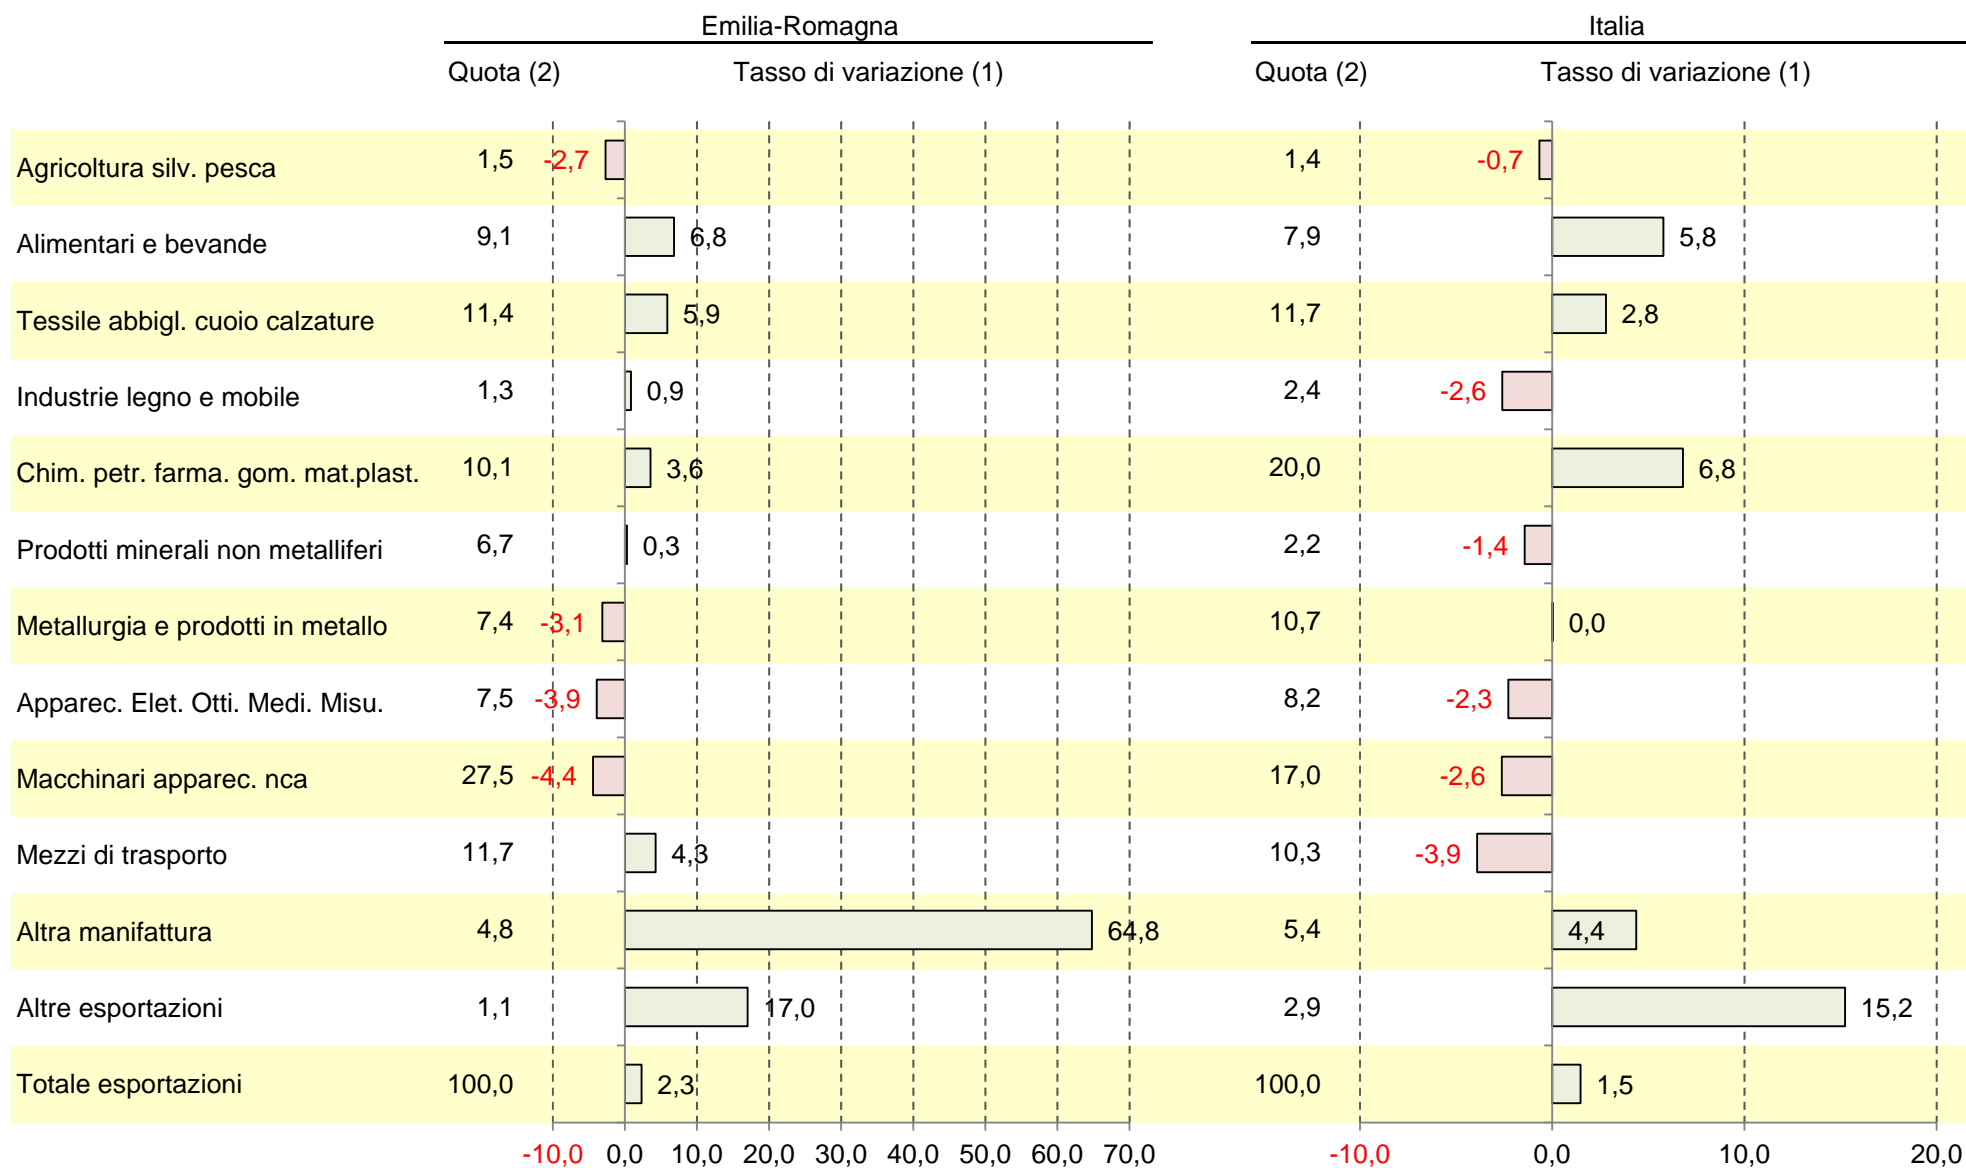 Emilia-Romagna Italia
Quota (2) Tasso di variazione (1) Quota (2) Tasso di variazione (1)
Agricoltura silv. pesca 1,5 -2,7 1,4 -0,7
Alimentari e bevande 9,1 6,8 7,9 5,8
Tessile abbigl. cuoio calzature 11,4 5,9 11,7 2,8
Industrie legno e mobile 1,3 0,9 2,4 -2,6
Chim. petr. farma. gom. mat.plast. 10,1 3,6 20,0 6,8
Prodotti minerali non metalliferi 6,7 0,3 2,2 -1,4
Metallurgia e prodotti in metallo 7,4 -3,1 10,7 0,0
Apparec. Elet. Otti. Medi. Misu. 7,5 -3,9 8,2 -2,3
Macchinari apparec. nca 27,5 -4,4 17,0 -2,6
Mezzi di trasporto 11,7 4,3 10,3 -3,9
Altra manifattura 4,8 64,8 5,4 4,4
Altre esportazioni 1,1 17,0 2,9 15,2
Totale esportazioni 100,0 2,3 100,0 1,5
-10,0 0,0 10,0 20,0 30,0 40,0 50,0 60,0 70,0 -10,0 0,0 10,0 20,0